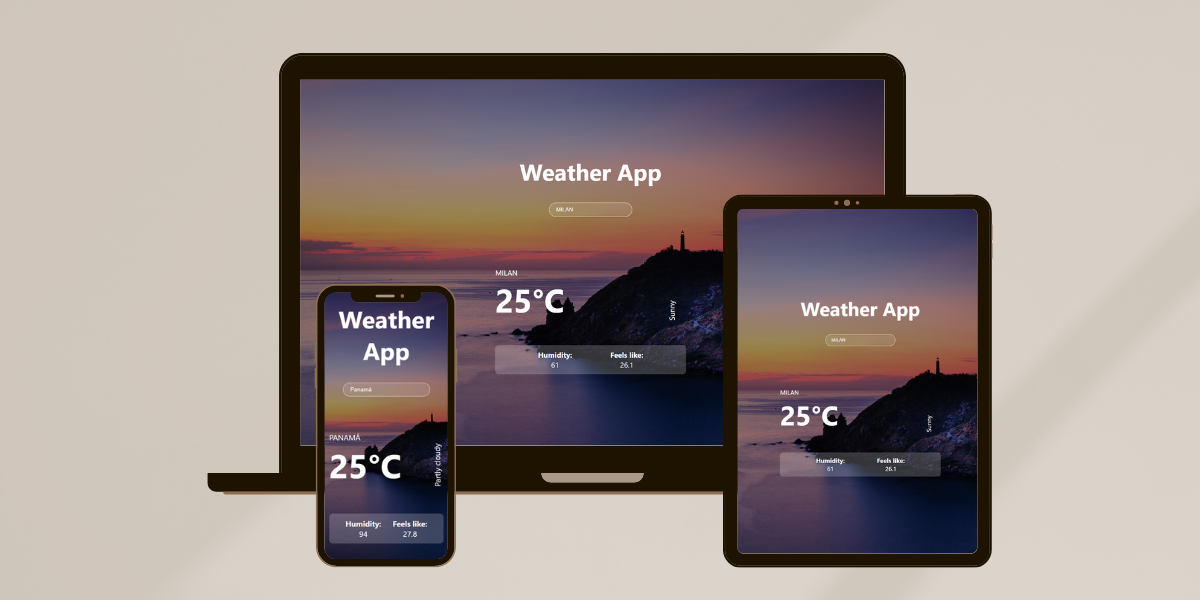 Weather App
MILAN
MILAN
25°C
Sunny
Humidity:
61
Feels like:
26.1
Weather
App
Panamá
PANAMÁ
25°C
Partly cloudy
Humidity:
94
Feels like:
27.8
Weather App
MILAN
MILAN
25°C
Sunny
Humidity:
61
Feels like:
26.1